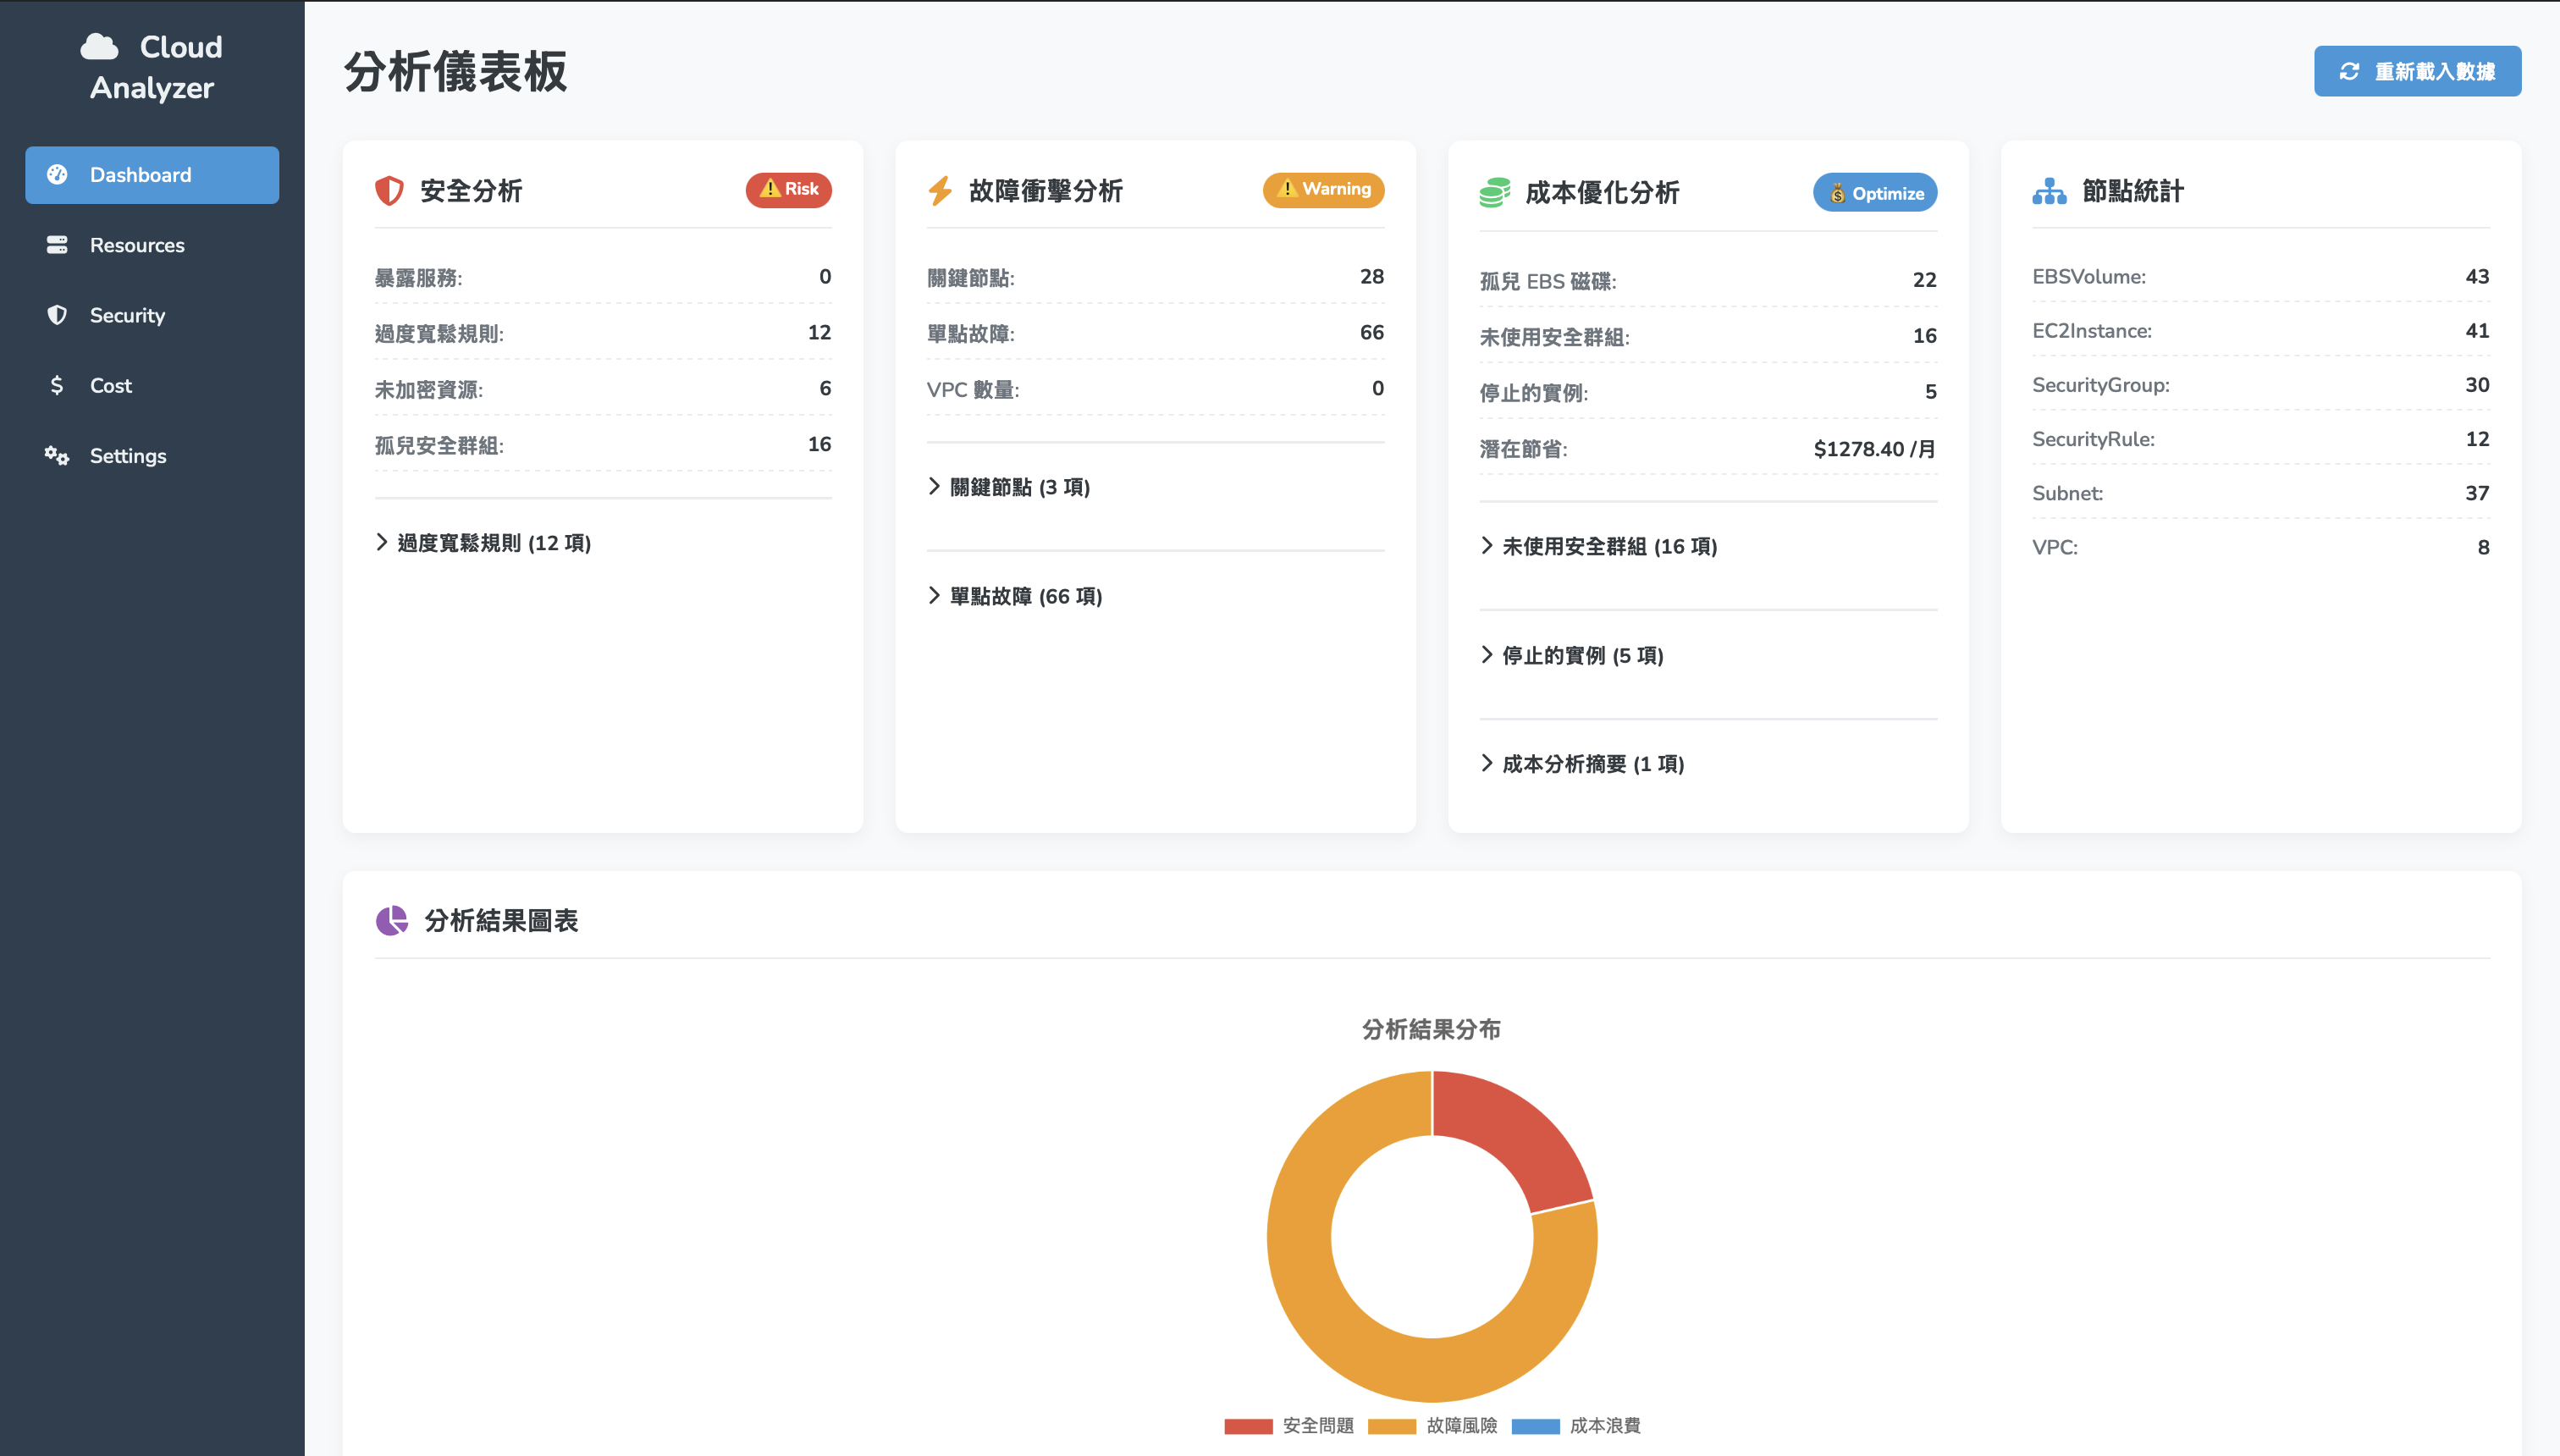 Cloud
Analyzer
Dashboard
Resources
Security
Cost
Settings
分析儀表板
重新載入數據
安全分析
⚠️ Risk
暴露服務: 0
過度寬鬆規則: 12
未加密資源: 6
孤兒安全群組: 16
過度寬鬆規則 (12 項)
故障衝擊分析
⚠️ Warning
關鍵節點: 28
單點故障: 66
VPC 數量: 0
關鍵節點 (3 項)
單點故障 (66 項)
成本優化分析
💰 Optimize
孤兒 EBS 磁碟: 22
未使用安全群組: 16
停止的實例: 5
潛在節省: $1278.40 /月
未使用安全群組 (16 項)
停止的實例 (5 項)
成本分析摘要 (1 項)
節點統計
EBSVolume: 43
EC2Instance: 41
SecurityGroup: 30
SecurityRule: 12
Subnet: 37
VPC: 8
分析結果圖表
分析結果分布
安全問題 故障風險 成本浪費